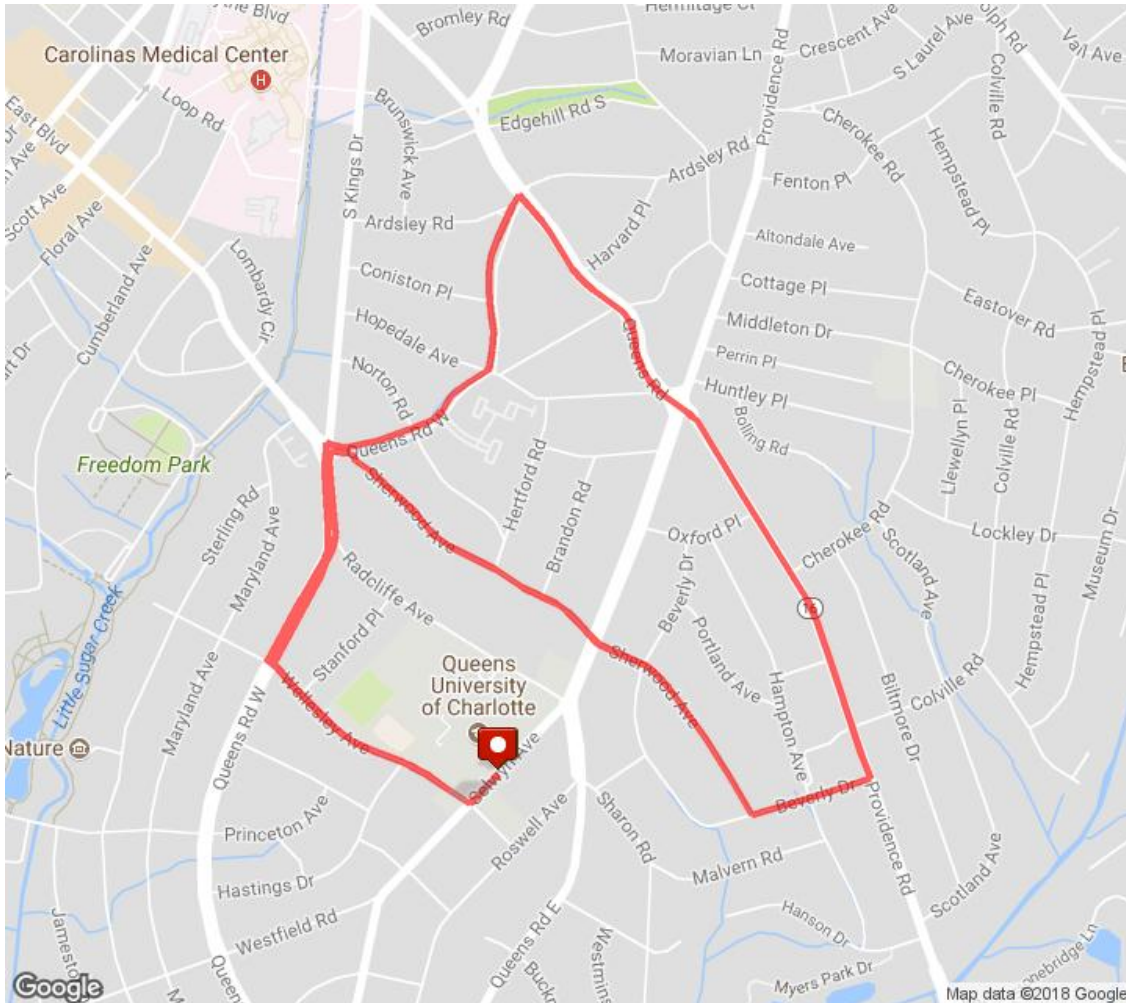 ythe Blvd
Bromley Rd
Hermitage Ct
Carolinas Medical Center
H
Moravian Ln
Crescent Ave
S Laurel Ave
olph Rd
Vail Ave
Colville Rd
Loop Rd
East Blvd
Brunswick Ave
Edgehill Rd S
Providence Rd
Cherokee Rd
Hempstead Pl
Scott Ave
Floral Ave
S Kings Dr
Ardsley Rd
Fenton Pl
Ardsley Rd
Harvard Pl
Altondale Ave
Lombardy Cir
Cumberland Ave
Coniston Pl
Cottage Pl
Eastover Rd
Hopedale Ave
Queens Rd
Middleton Dr
Hempstead Pl
Perrin Pl
Norton Rd
Huntley Pl
Cherokee Pl
Queens Rd W
Bolling Rd
Llewellyn Pl
Colville Rd
Freedom Park
Sherwood Ave
Hertford Rd
Brandon Rd
Sterling Rd
Maryland Ave
Oxford Pl
Cherokee Rd
Scotland Ave
Lockley Dr
Museum Dr
Radcliffe Ave
Beverly Dr
16
Hempstead Pl
Stanford Pl
Portland Ave
Little Sugar Creek
Maryland Ave
Queens
University
of Charlotte
Sherwood Ave
Hampton Ave
Biltmore Dr
Colville Rd
Nature
Queens Rd W
Wellesley Ave
Selwyn Ave
Beverly Dr
Princeton Ave
Roswell Ave
Sharon Rd
Providence Rd
Malvern Rd
Scotland Ave
Hastings Dr
Westfield Rd
Queens Rd E
Hanson Dr
Myers Park Dr
Google
Map data ©2018 Google